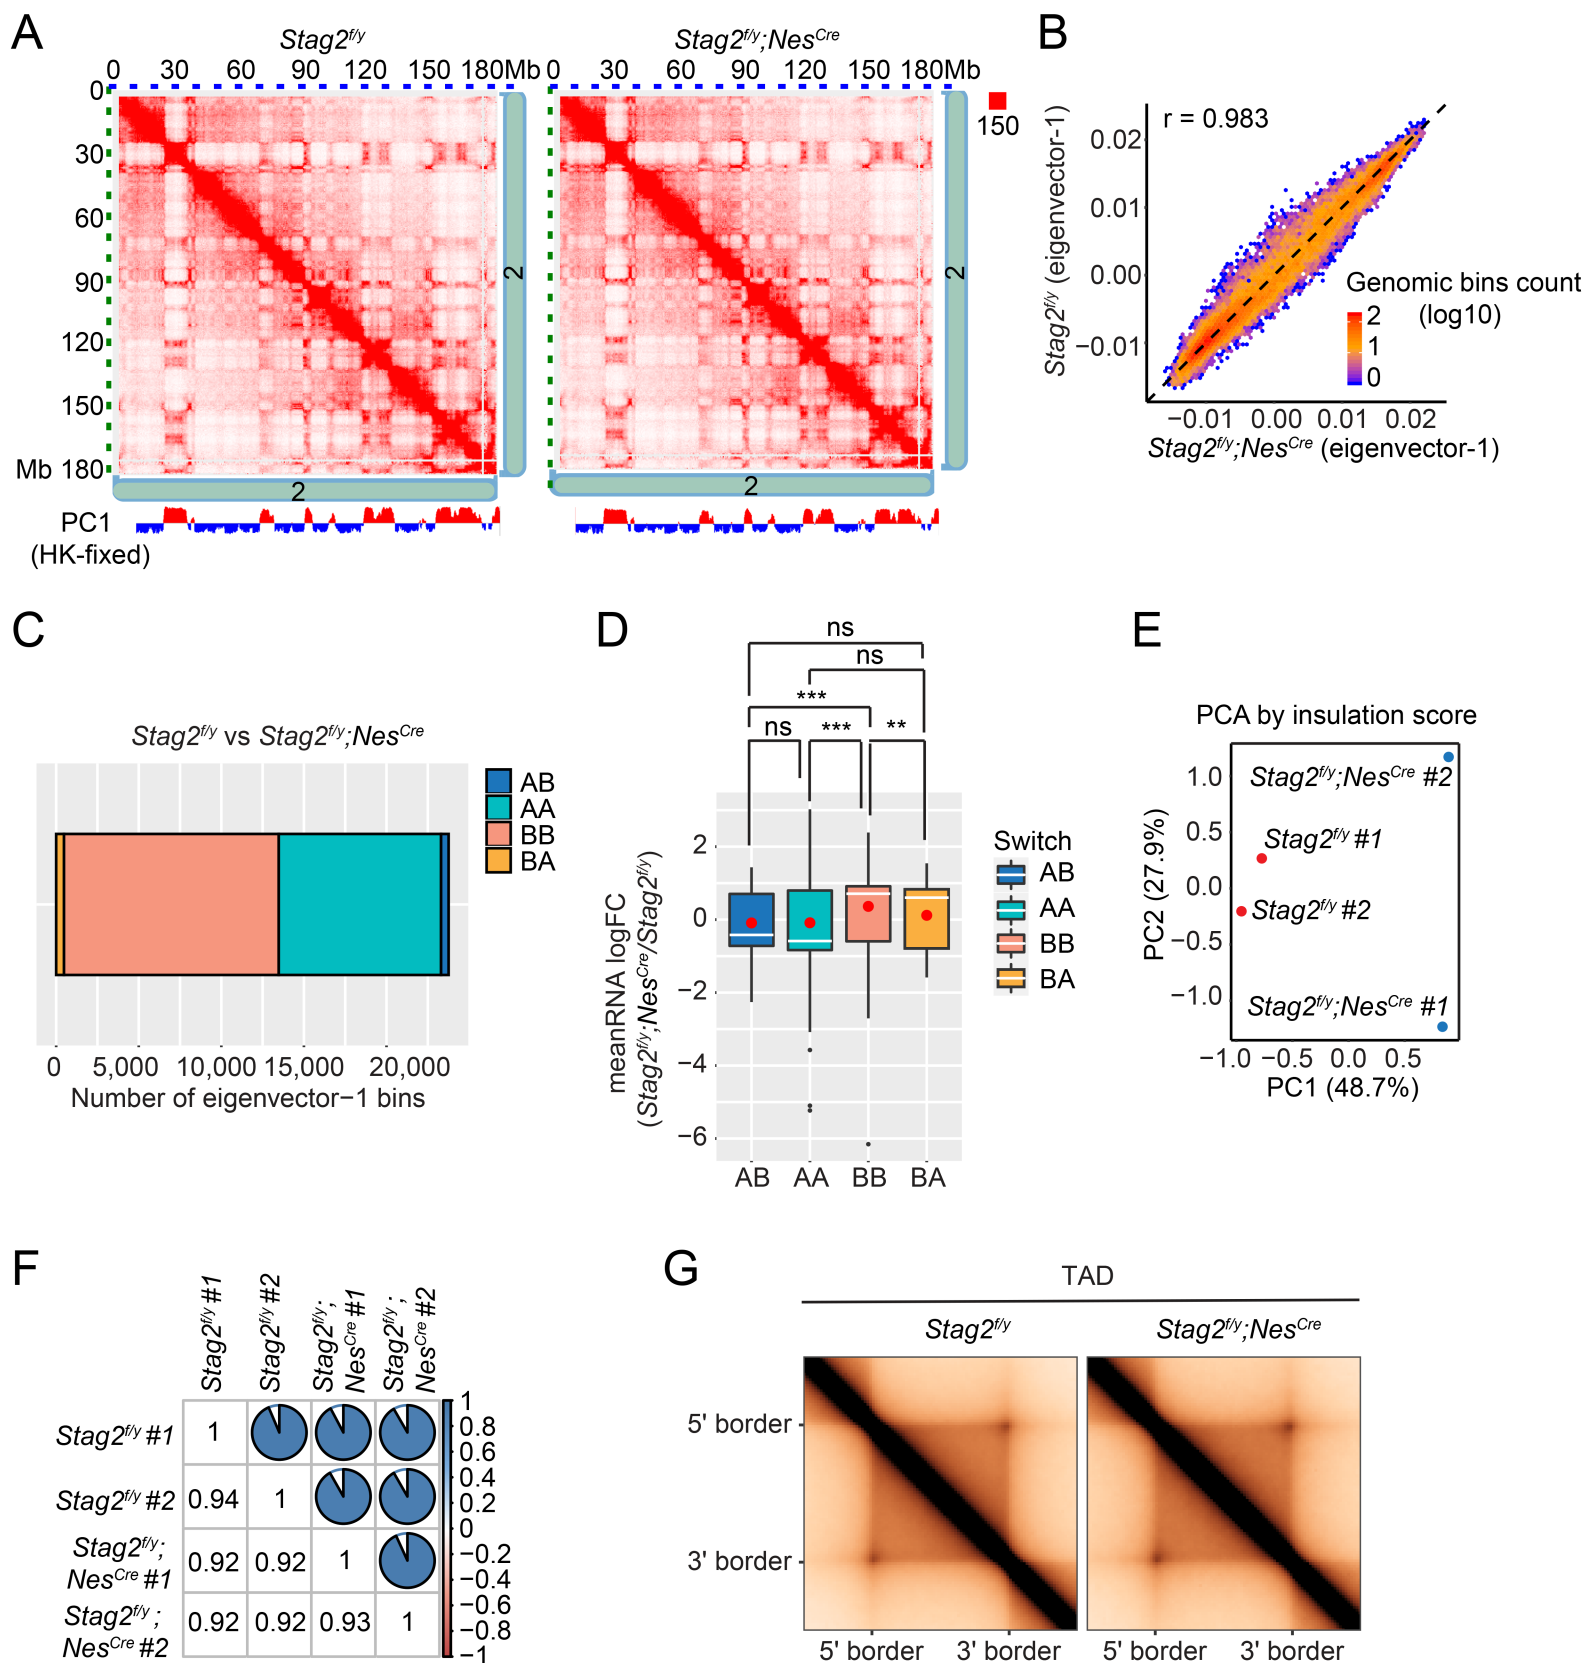 A
Stag2f/y
Stag2f/y;NesCre
0 30 60 90 120 150 180Mb
0 30 60 90 120 150 180Mb
0
30
60
90
120
150
Mb 180
2
2
2
2
150
PC1
(HK-fixed)
B
r = 0.983
Stag2f/y (eigenvector-1)
0.02
0.01
0.00
−0.01
Genomic bins count
(log10)
2
1
0
−0.01 0.00 0.01 0.02
Stag2f/y;NesCre (eigenvector-1)
C
Stag2f/y vs Stag2f/y;NesCre
AB
AA
BB
BA
0 5,000 10,000 15,000 20,000
Number of eigenvector−1 bins
D
ns
ns
***
ns *** **
meanRNA logFC
(Stag2f/y;NesCre/Stag2f/y)
2
0
−2
−4
−6
AB AA BB BA
Switch
AB
AA
BB
BA
E
PCA by insulation score
PC2 (27.9%)
1.0
0.5
0.0
−0.5
−1.0
Stag2f/y;NesCre #2
Stag2f/y #1
Stag2f/y #2
Stag2f/y;NesCre #1
−1.0 −0.5 0.0 0.5
PC1 (48.7%)
F
Stag2f/y #1
Stag2f/y #2
Stag2f/y;
NesCre #1
Stag2f/y;
NesCre #2
Stag2f/y #1
1
Stag2f/y #2
0.94 1
Stag2f/y;
NesCre #1
0.92 0.92 1
Stag2f/y;
NesCre #2
0.92 0.92 0.93 1
1
0.8
0.6
0.4
0.2
0
−0.2
−0.4
−0.6
−0.8
−1
G
TAD
Stag2f/y
Stag2f/y;NesCre
5' border
3' border
5' border 3' border
5' border 3' border